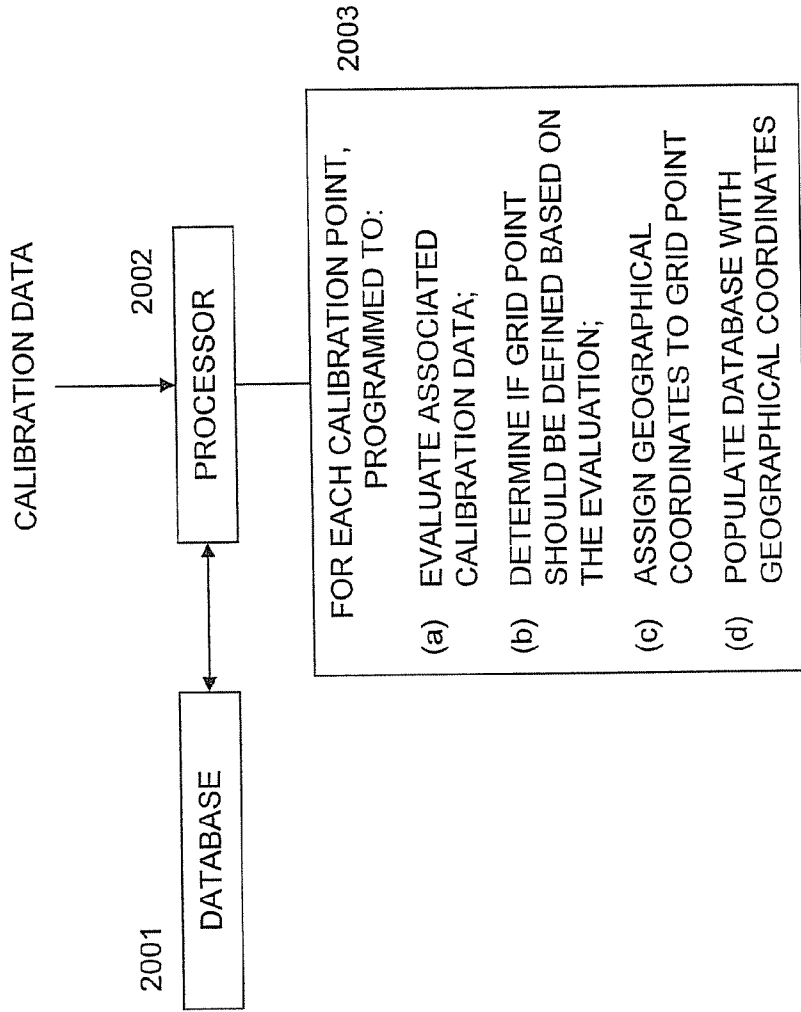 CALIBRATION DATA
2001
2002
DATABASE
PROCESSOR
2003
FOR EACH CALIBRATION POINT,
PROGRAMMED TO:
(a) EVALUATE ASSOCIATED
CALIBRATION DATA;
(b) DETERMINE IF GRID POINT
SHOULD BE DEFINED BASED ON
THE EVALUATION;
(c) ASSIGN GEOGRAPHICAL
COORDINATES TO GRID POINT
(d) POPULATE DATABASE WITH
GEOGRAPHICAL COORDINATES